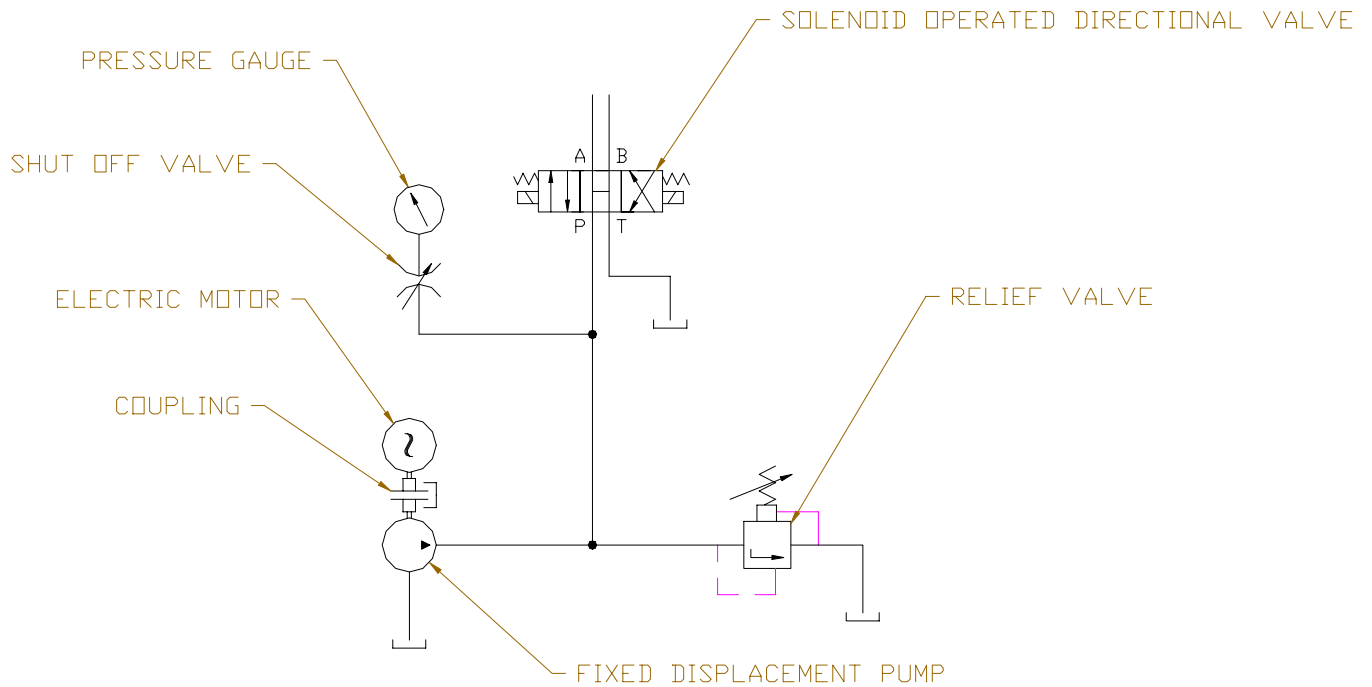 SOLENOID OPERATED DIRECTIONAL VALVE
PRESSURE GAUGE
SHUT OFF VALVE
A B
P T
ELECTRIC MOTOR
RELIEF VALVE
COUPLING
FIXED DISPLACEMENT PUMP